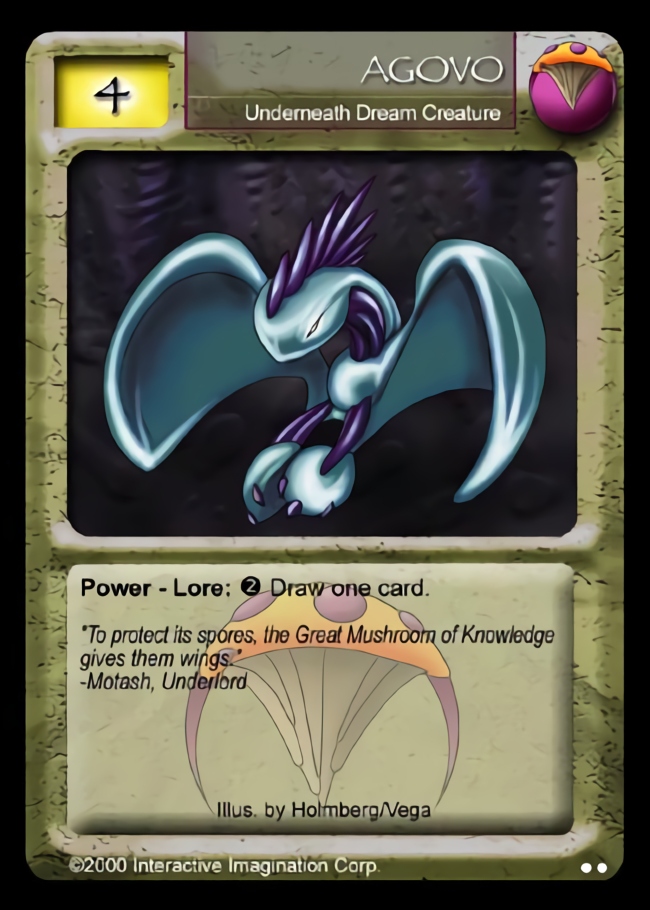 4
AGOVO
Underneath Dream Creature
Power - Lore: ❷ Draw one card.
"To protect its spores, the Great Mushroom of Knowledge
gives them wings."
-Motash, Underlord
Illus. by Holmberg/Vega
©2000 Interactive Imagination Corp.